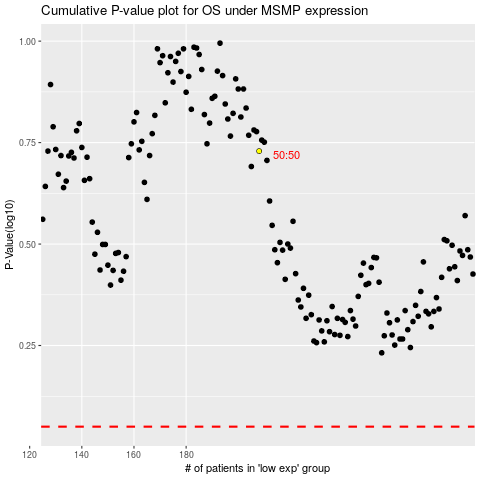 Cumulative P-value plot for OS under MSMP expression
1.00
0.75
0.50
0.25
P-Value(log10)
50:50
120 140 160 180
# of patients in 'low exp' group